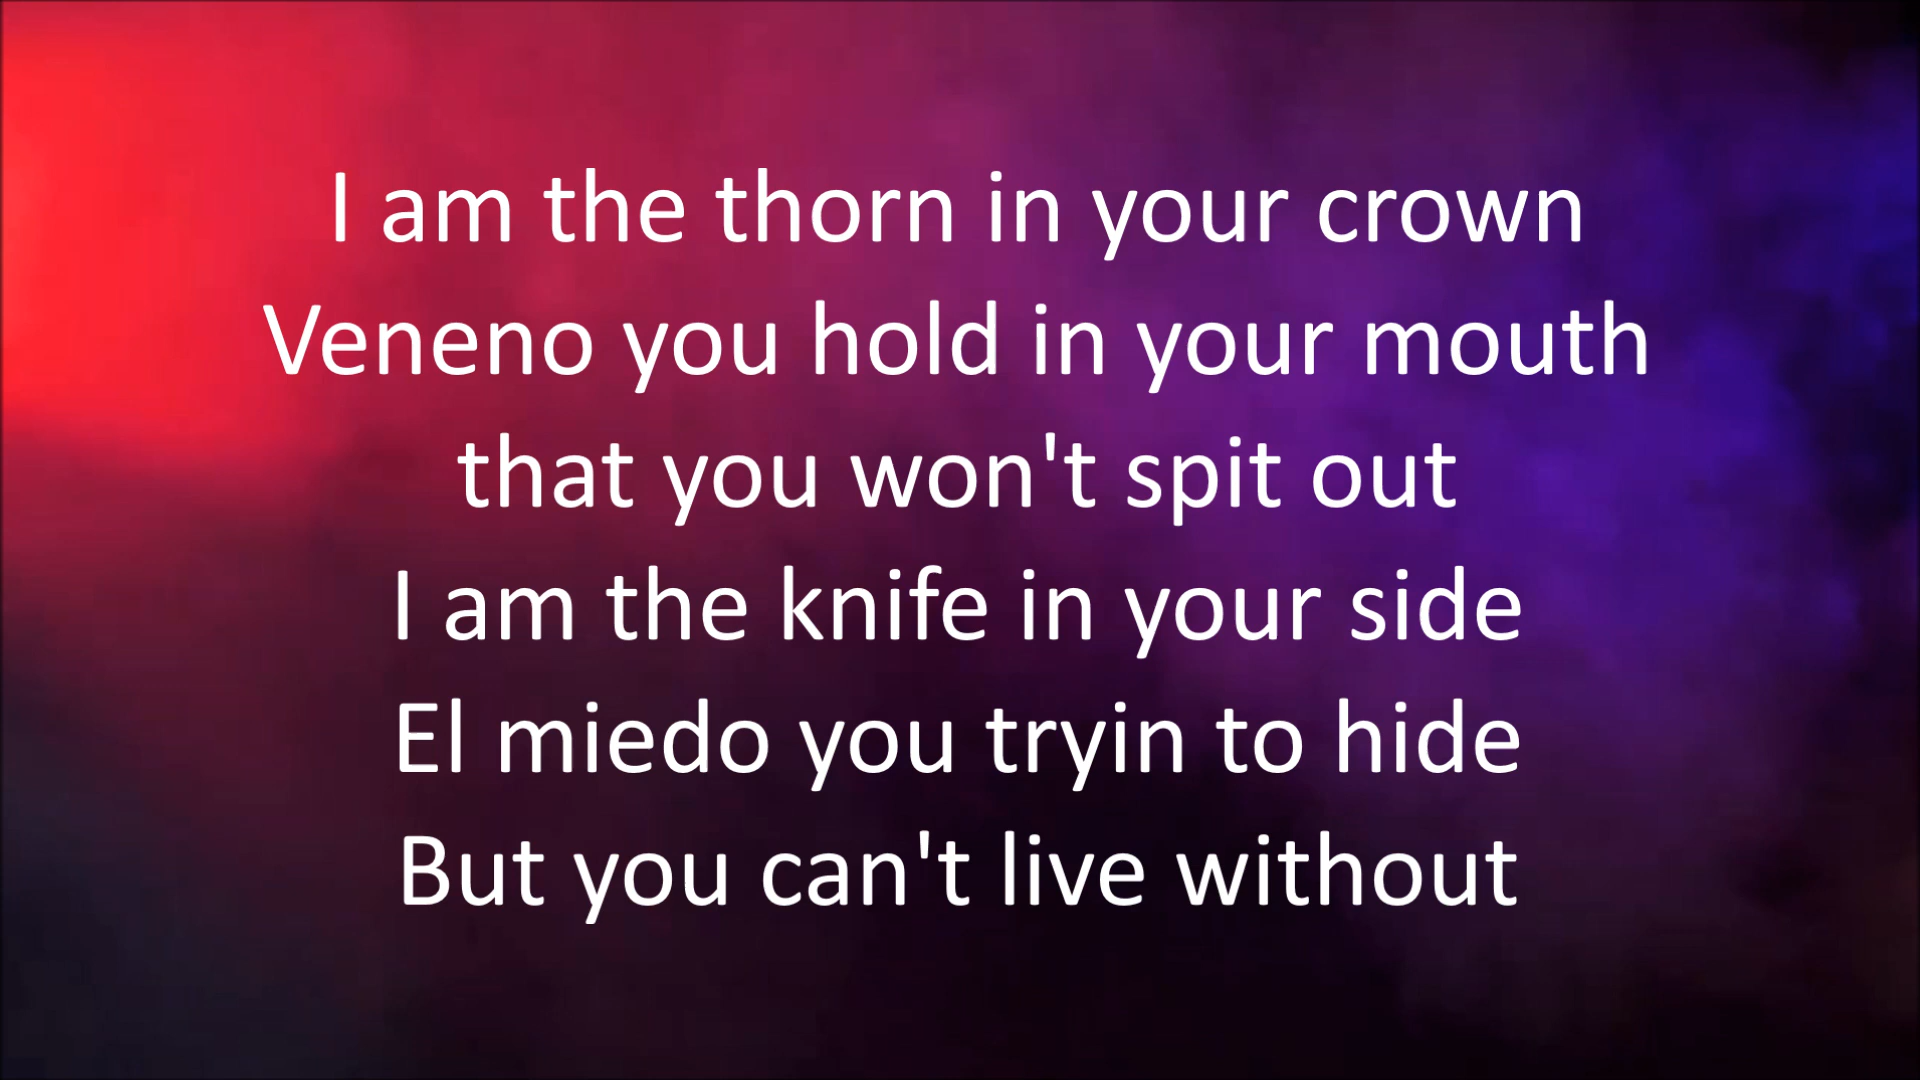 I am the thorn in your crown
Veneno you hold in your mouth
that you won't spit out
I am the knife in your side
El miedo you tryin to hide
But you can't live without